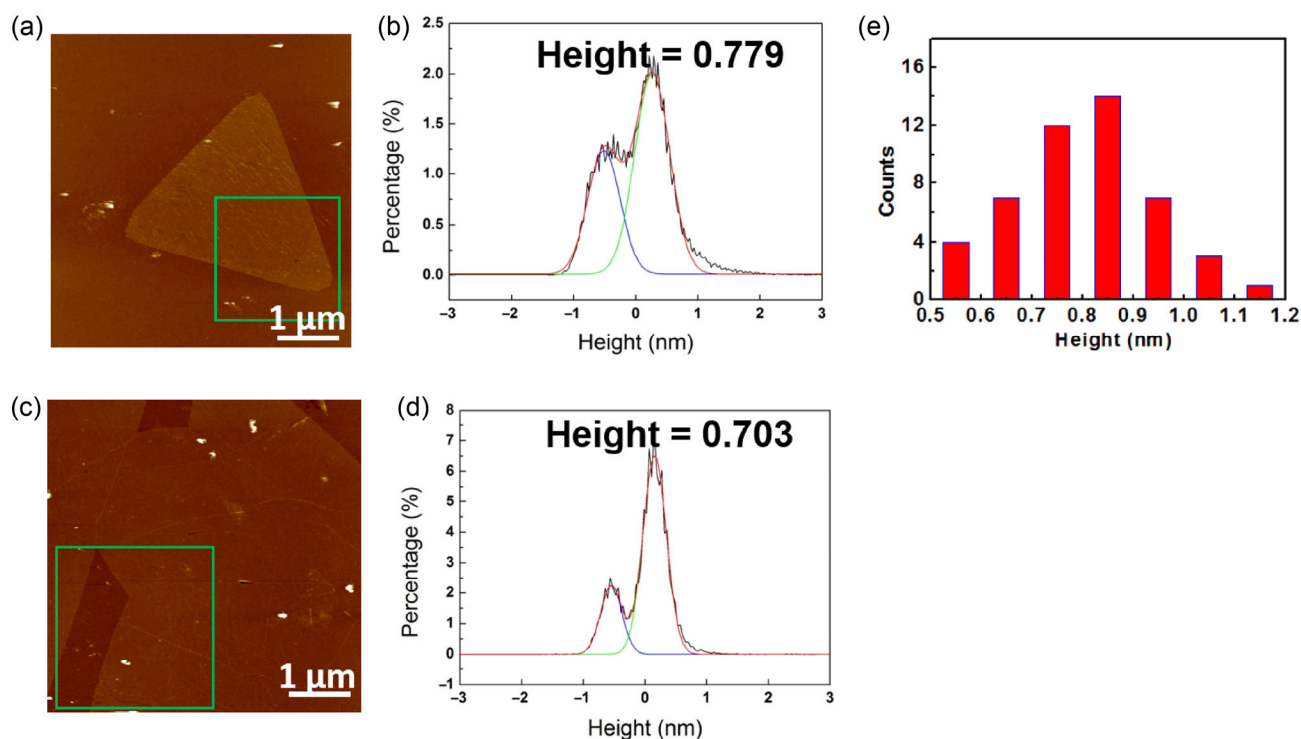 (a)
1 μm
(b)
Height = 0.779
2.5
2.0
1.5
1.0
0.5
0.0
Percentage (%)
−3 −2 −1 0 1 2 3
Height (nm)
(e)
16
12
8
4
0
Counts
0.5 0.6 0.7 0.8 0.9 1.0 1.1 1.2
Height (nm)
(c)
1 μm
(d)
Height = 0.703
8
7
6
5
4
3
2
1
0
−1
Percentage (%)
−3 −2 −1 0 1 2 3
Height (nm)